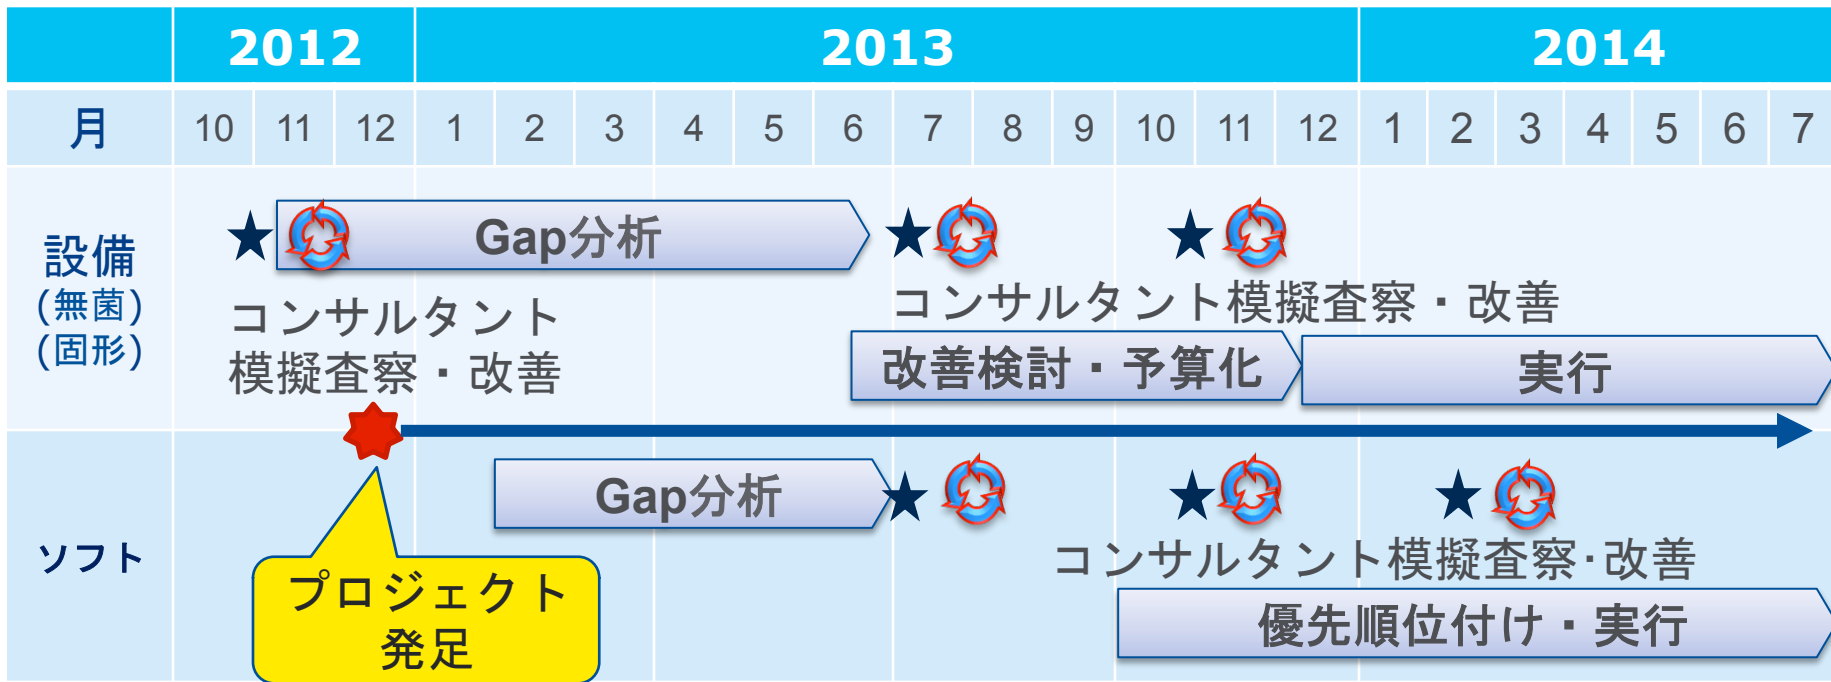 2012 2013 2014
月 10 11 12 1 2 3 4 5 6 7 8 9 10 11 12 1 2 3 4 5 6 7
設備
(無菌)
(固形)
Gap分析
コンサルタント
模擬査察・改善
コンサルタント模擬査察・改善
改善検討・予算化
実行
ソフト
Gap分析
コンサルタント模擬査察･改善
プロジェクト
発足
優先順位付け・実行